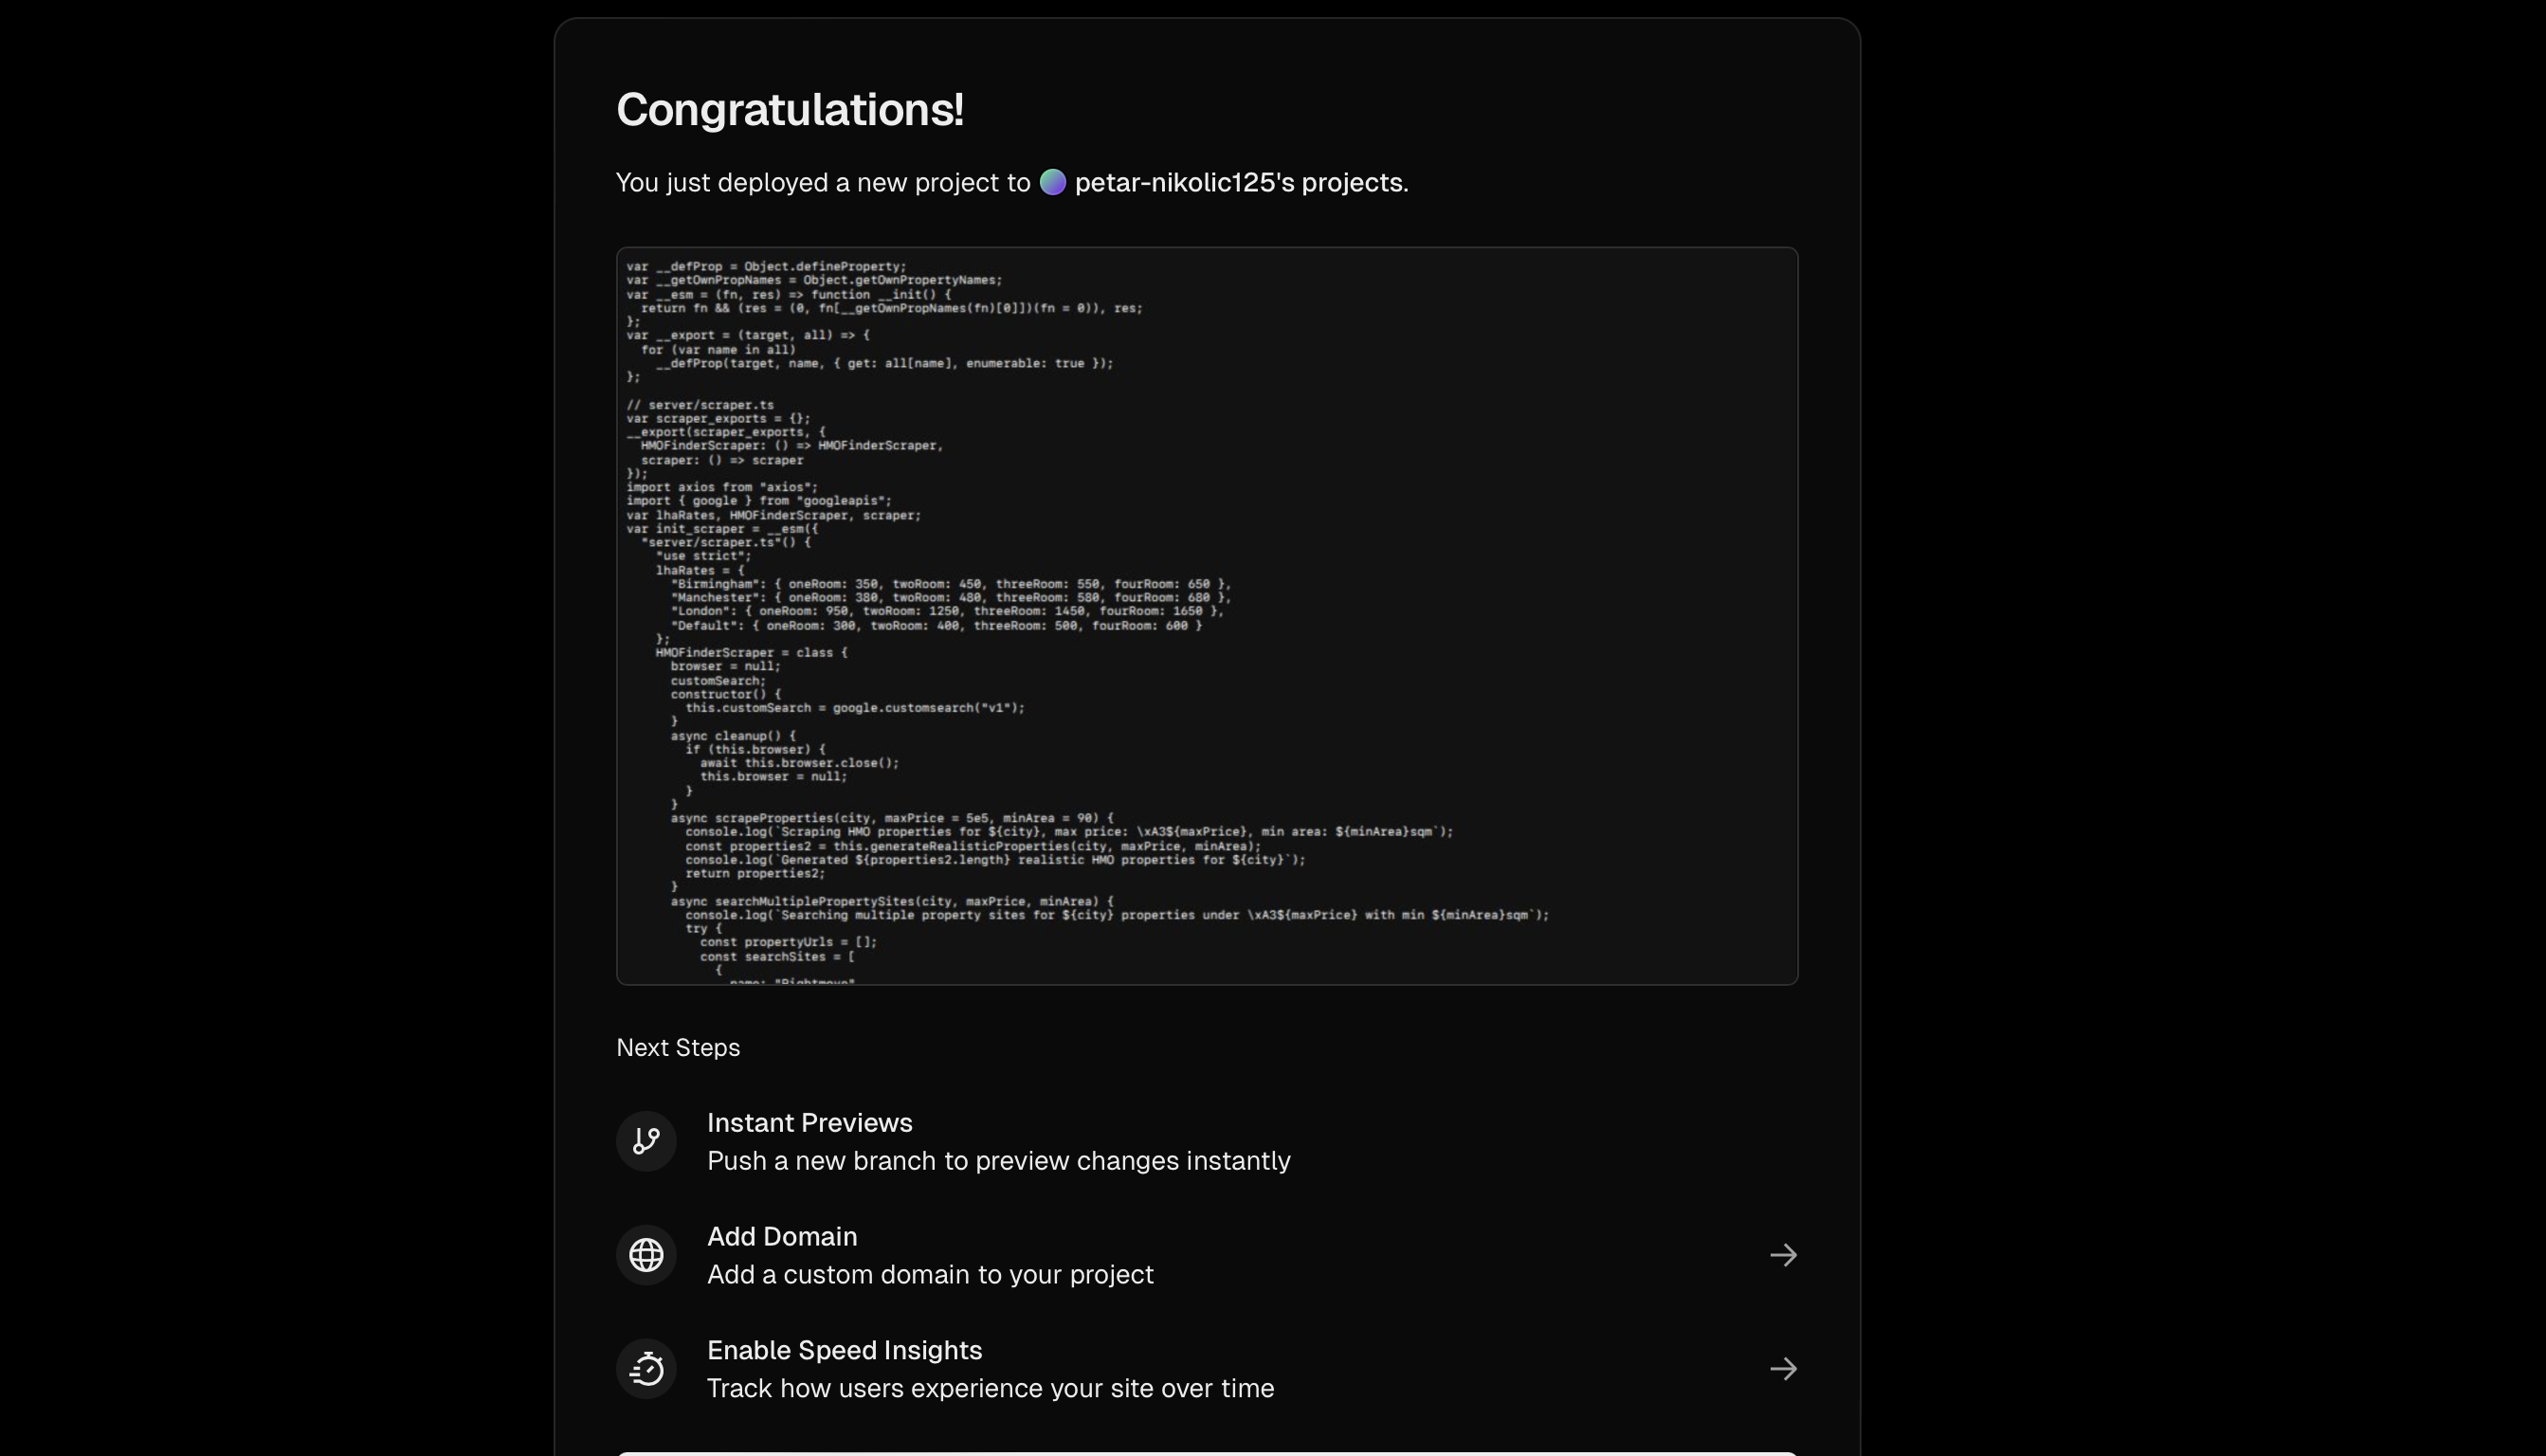 Congratulations!
You just deployed a new project to petar-nikolic125's projects.
var __defProp = Object.defineProperty;
var __getOwnPropNames = Object.getOwnPropertyNames;
var __esm = (fn, res) => function __init() {
  return fn && (res = (0, fn[__getOwnPropNames(fn)[0]])(fn = 0)), res;
};
var __export = (target, all) => {
  for (var name in all)
    __defProp(target, name, { get: all[name], enumerable: true });
};

// server/scraper.ts
var scraper_exports = {};
__export(scraper_exports, {
  HMOFinderScraper: () => HMOFinderScraper,
  scraper: () => scraper
});
import axios from "axios";
import { google } from "googleapis";
var lhaRates, HMOFinderScraper, scraper;
var init_scraper = __esm({
  "server/scraper.ts"() {
    "use strict";
    lhaRates = {
      "Birmingham": { oneRoom: 350, twoRoom: 450, threeRoom: 550, fourRoom: 650 },
      "Manchester": { oneRoom: 380, twoRoom: 480, threeRoom: 580, fourRoom: 680 },
      "London": { oneRoom: 950, twoRoom: 1250, threeRoom: 1450, fourRoom: 1650 },
      "Default": { oneRoom: 300, twoRoom: 400, threeRoom: 500, fourRoom: 600 }
    };
    HMOFinderScraper = class {
      browser = null;
      customSearch;
      constructor() {
        this.customSearch = google.customsearch("v1");
      }
      async cleanup() {
        if (this.browser) {
          await this.browser.close();
          this.browser = null;
        }
      }
      async scrapeProperties(city, maxPrice = 5e5, minArea = 90) {
        console.log(`Scraping HMO properties for ${city}, max price: \xA3${maxPrice}, min area: ${minArea}sqm`);
        const properties2 = this.generateRealisticProperties(city, maxPrice, minArea);
        console.log(`Generated ${properties2.length} realistic HMO properties for ${city}`);
        return properties2;
      }
      async searchMultiplePropertySites(city, maxPrice, minArea) {
        console.log(`Searching multiple property sites for ${city} properties under \xA3${maxPrice} with min ${minArea}sqm`);
        try {
          const propertyUrls = [];
          const searchSites = [
            {
              name: "Rightmove"
Next Steps
Instant Previews
Push a new branch to preview changes instantly
Add Domain
Add a custom domain to your project
Enable Speed Insights
Track how users experience your site over time